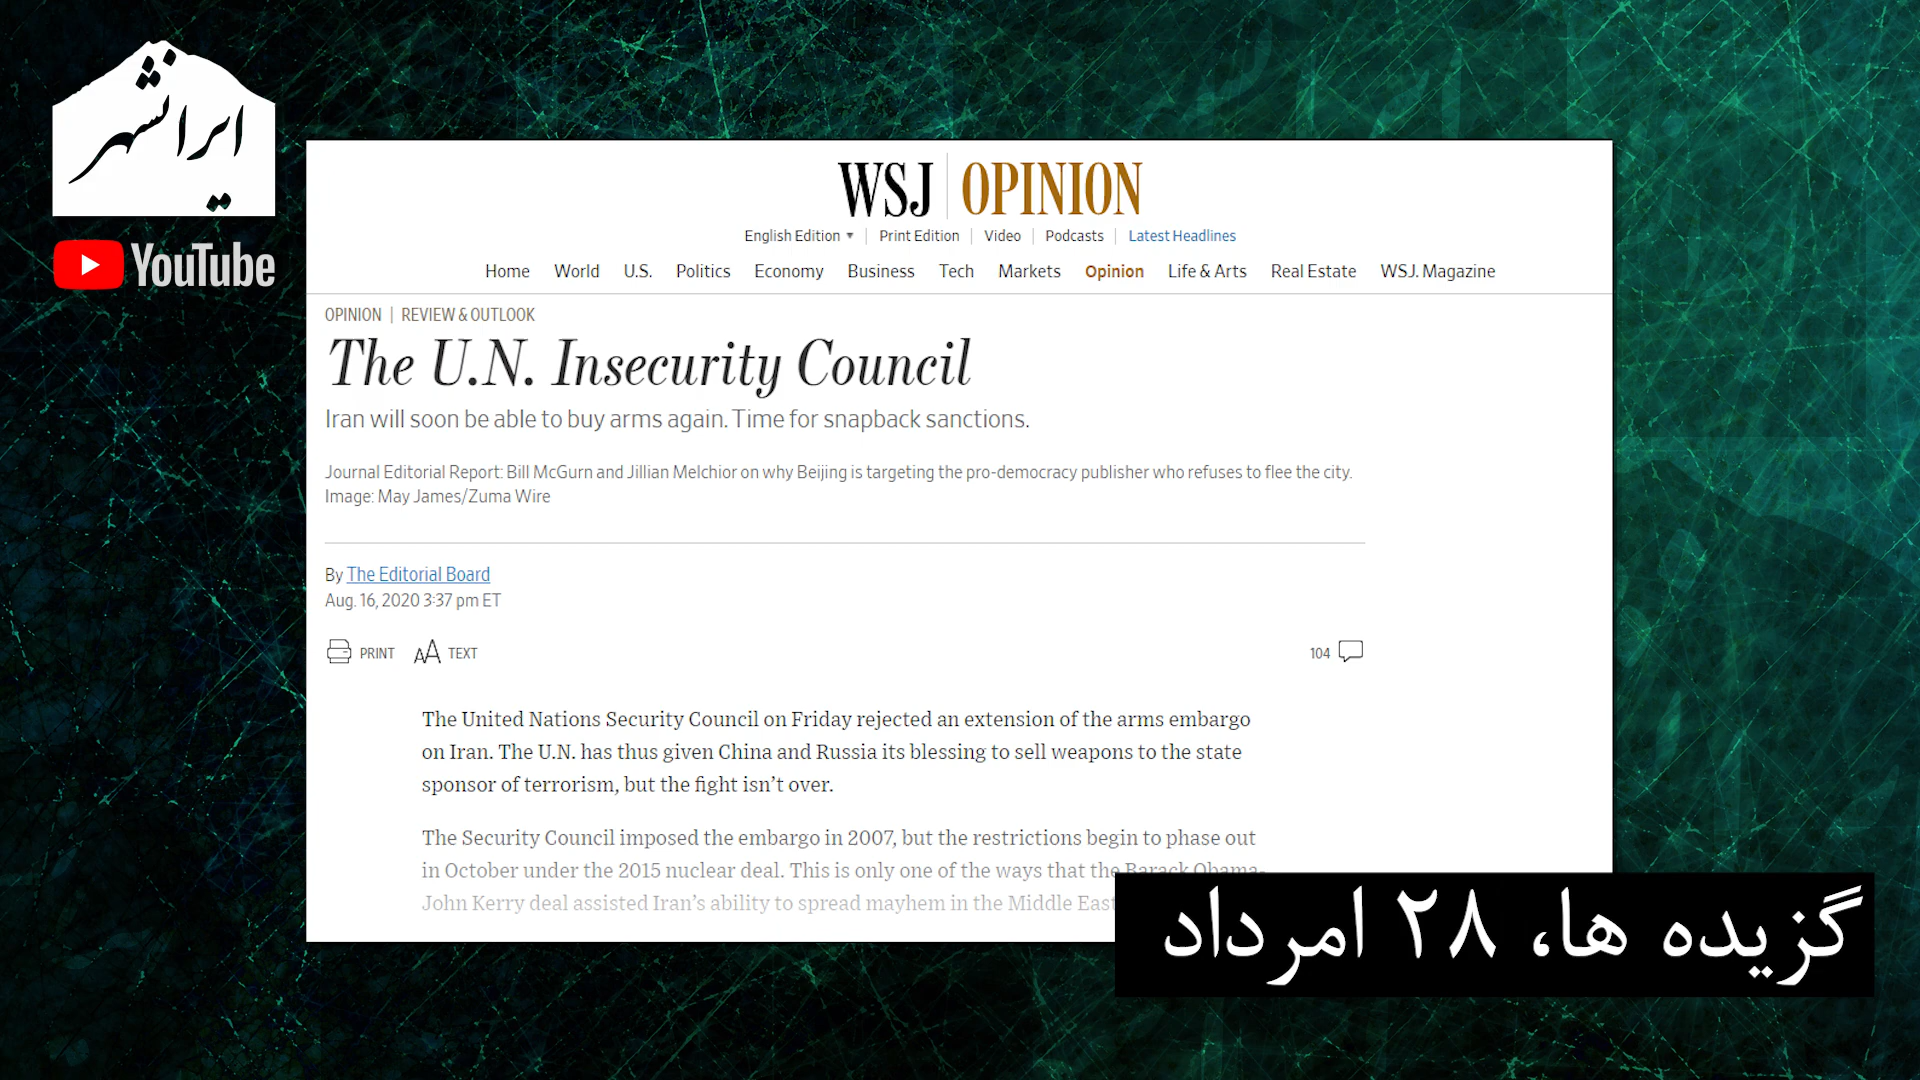 ایرانشهر
YouTube
WSJ | OPINION
English Edition ▼ | Print Edition | Video | Podcasts | Latest Headlines
Home World U.S. Politics Economy Business Tech Markets Opinion Life & Arts Real Estate WSJ. Magazine
OPINION | REVIEW & OUTLOOK
The U.N. Insecurity Council
Iran will soon be able to buy arms again. Time for snapback sanctions.
Journal Editorial Report: Bill McGurn and Jillian Melchior on why Beijing is targeting the pro-democracy publisher who refuses to flee the city.
Image: May James/Zuma Wire
By The Editorial Board
Aug. 16, 2020 3:37 pm ET
PRINT TEXT 104
The United Nations Security Council on Friday rejected an extension of the arms embargo
on Iran. The U.N. has thus given China and Russia its blessing to sell weapons to the state
sponsor of terrorism, but the fight isn't over.
The Security Council imposed the embargo in 2007, but the restrictions begin to phase out
in October under the 2015 nuclear deal. This is only one of the ways that the Barack Obama-
John Kerry deal assisted Iran's ability to spread mayhem in the Middle East
گزیده ها، ۲۸ امرداد